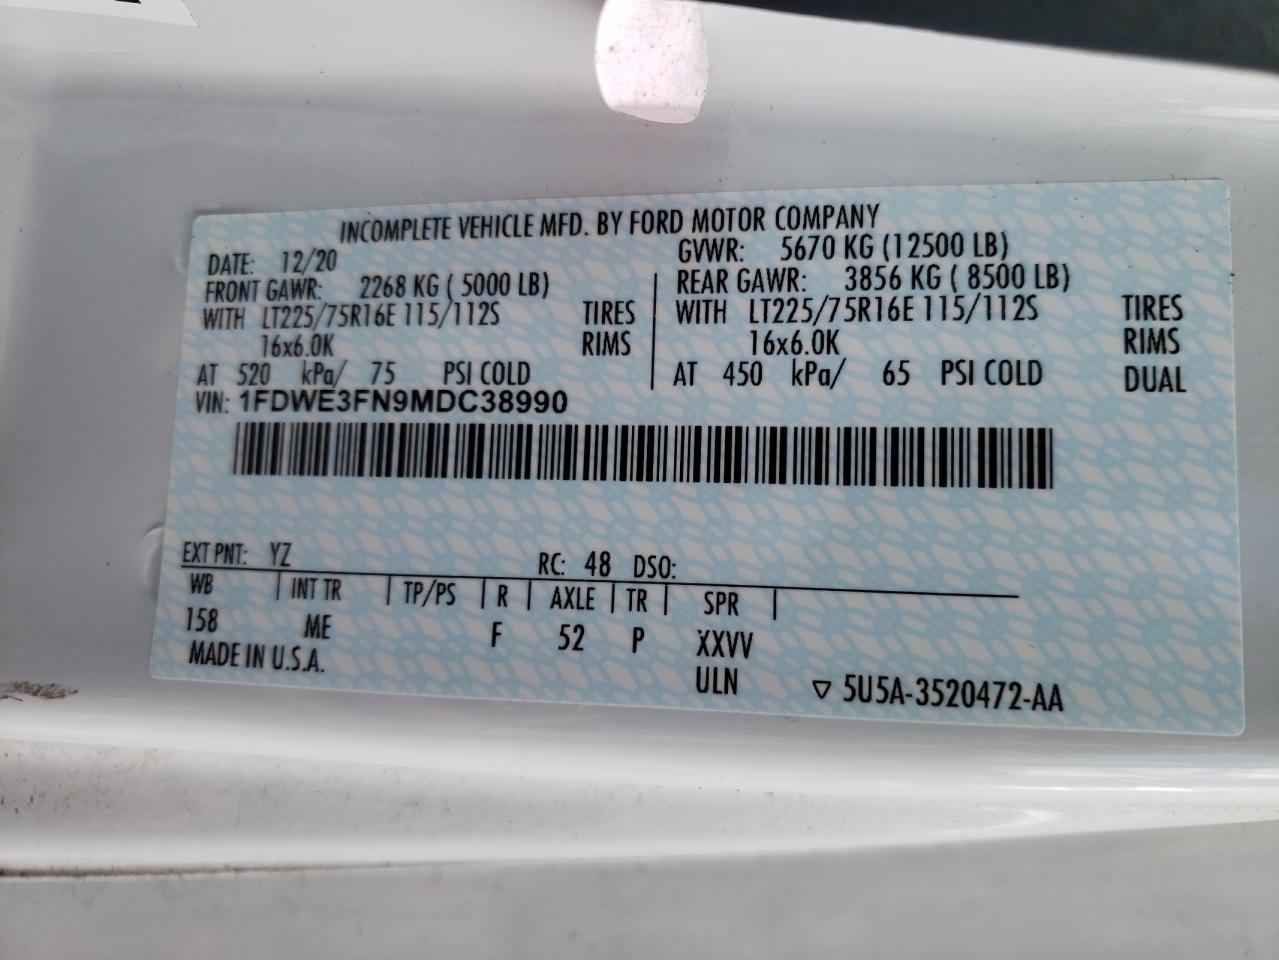 INCOMPLETE VEHICLE MFD. BY FORD MOTOR COMPANY
DATE: 12/20 GVWR: 5670 KG (12500 LB)
FRONT GAWR: 2268 KG ( 5000 LB) REAR GAWR: 3856 KG ( 8500 LB)
WITH LT225/75R16E 115/112S TIRES WITH LT225/75R16E 115/112S TIRES
16x6.0K RIMS 16x6.0K RIMS
AT 520 kPa/ 75 PSI COLD AT 450 kPa/ 65 PSI COLD DUAL
VIN: 1FDWE3FN9MDC38990
EXT PNT: YZ RC: 48 DSO:
WB INT TR TP/PS R AXLE TR SPR
158 ME F 52 P XXVV
MADE IN U.S.A. ULN ▽ 5U5A-3520472-AA